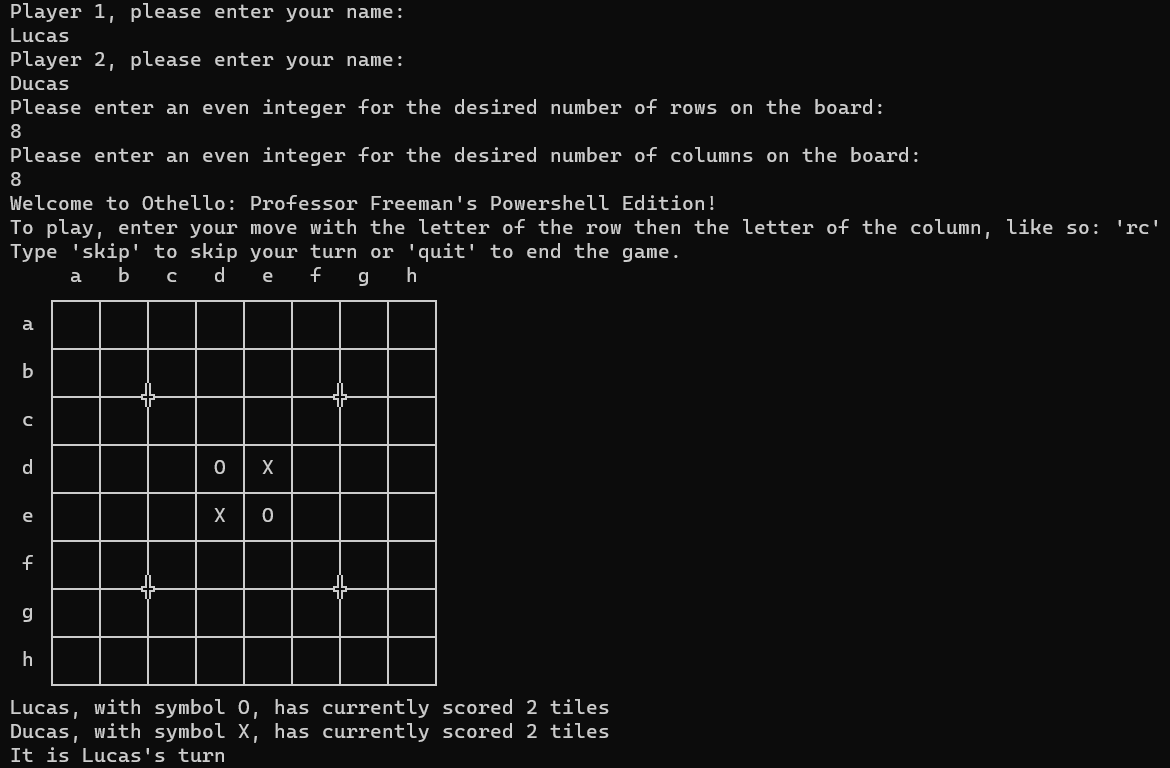 Player 1, please enter your name:
Lucas
Player 2, please enter your name:
Ducas
Please enter an even integer for the desired number of rows on the board:
8
Please enter an even integer for the desired number of columns on the board:
8
Welcome to Othello: Professor Freeman's Powershell Edition!
To play, enter your move with the letter of the row then the letter of the column, like so: 'rc'
Type 'skip' to skip your turn or 'quit' to end the game.
a b c d e f g h
a
b
c
d O X
e X O
f
g
h
Lucas, with symbol O, has currently scored 2 tiles
Ducas, with symbol X, has currently scored 2 tiles
It is Lucas's turn